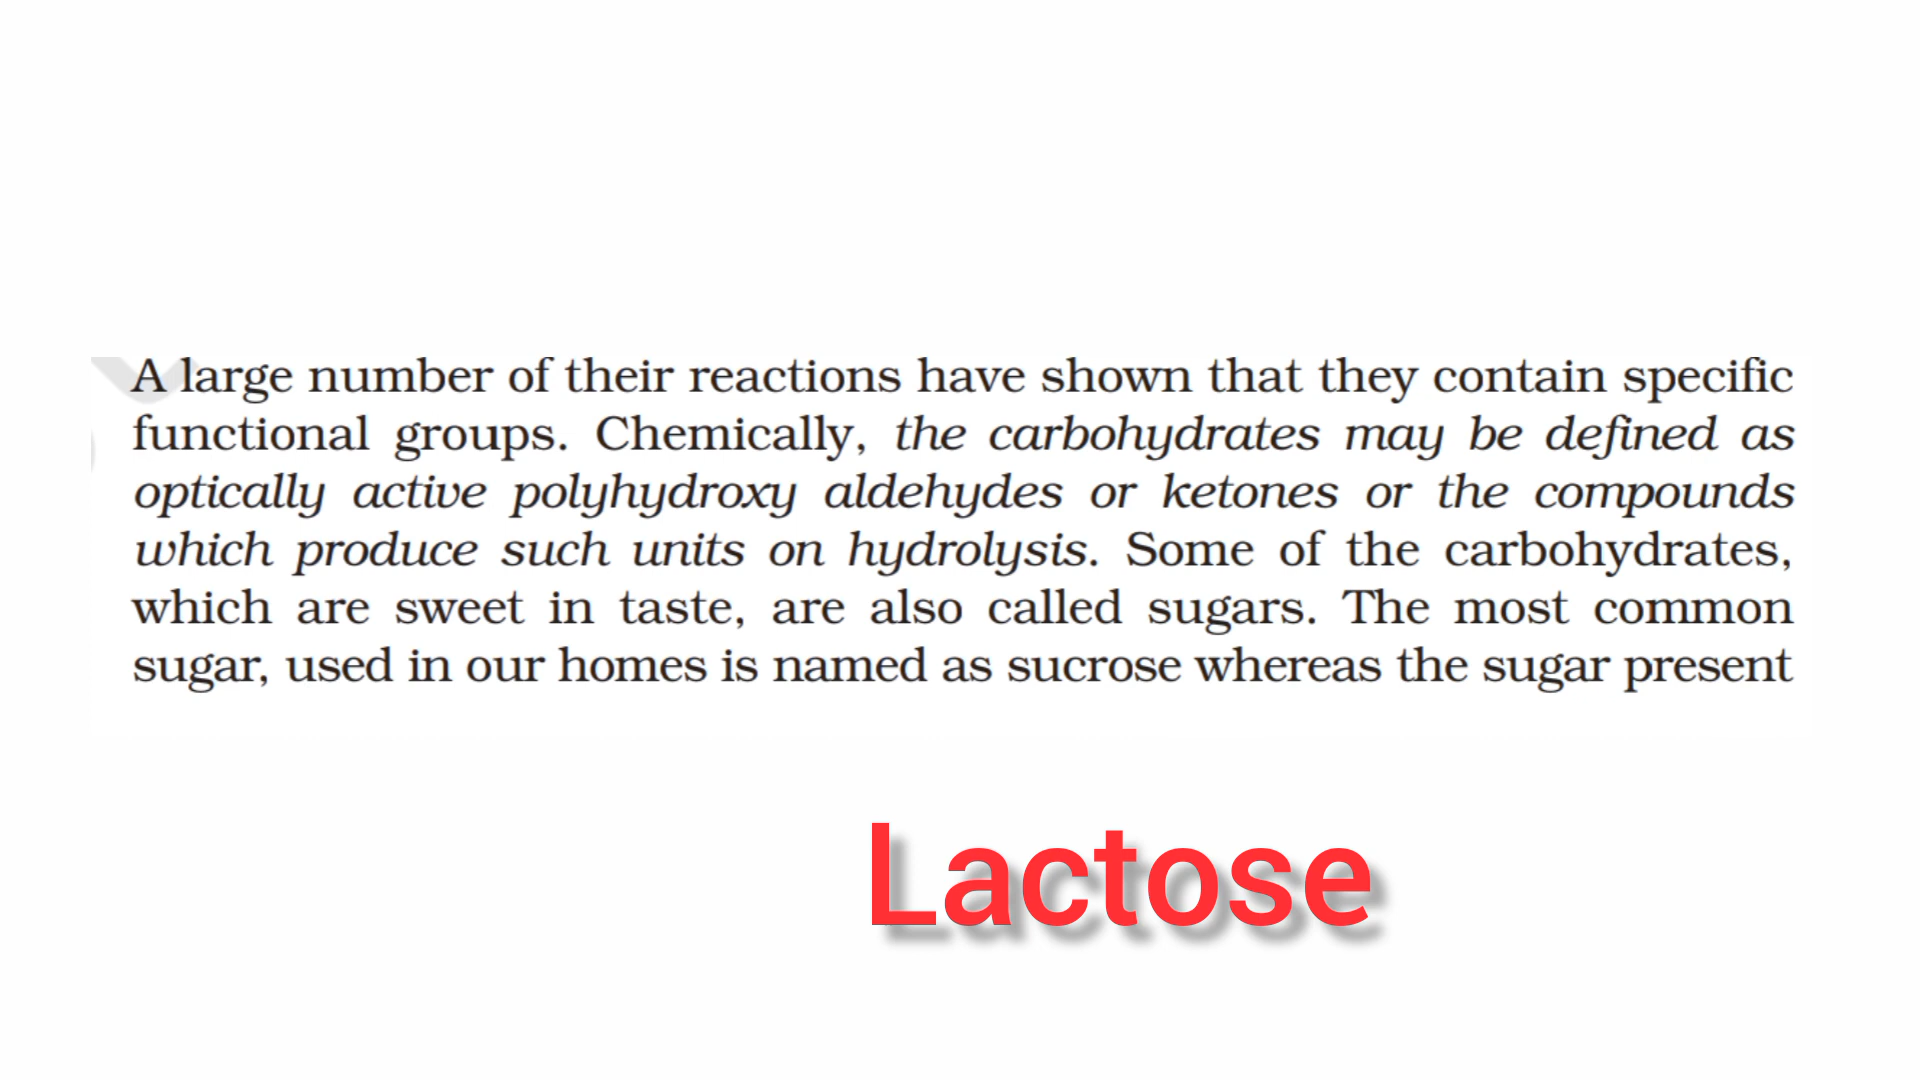 A large number of their reactions have shown that they contain specific
functional groups. Chemically, the carbohydrates may be defined as
optically active polyhydroxy aldehydes or ketones or the compounds
which produce such units on hydrolysis. Some of the carbohydrates,
which are sweet in taste, are also called sugars. The most common
sugar, used in our homes is named as sucrose whereas the sugar present
Lactose